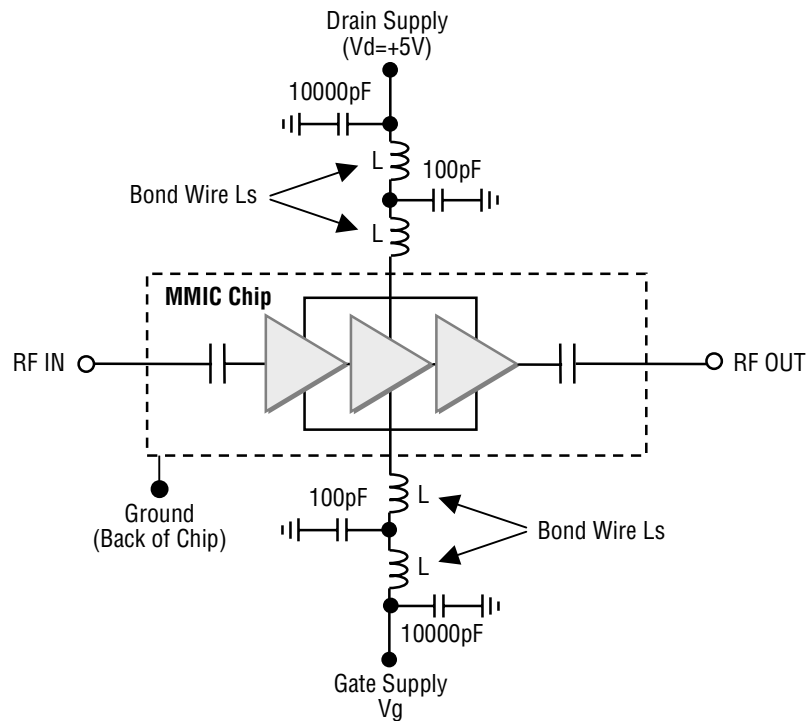 Drain Supply
(Vd=+5V)
10000pF
L
100pF
Bond Wire Ls
L
MMIC Chip
RF IN
RF OUT
100pF
L
Ground
(Back of Chip)
Bond Wire Ls
L
10000pF
Gate Supply
Vg